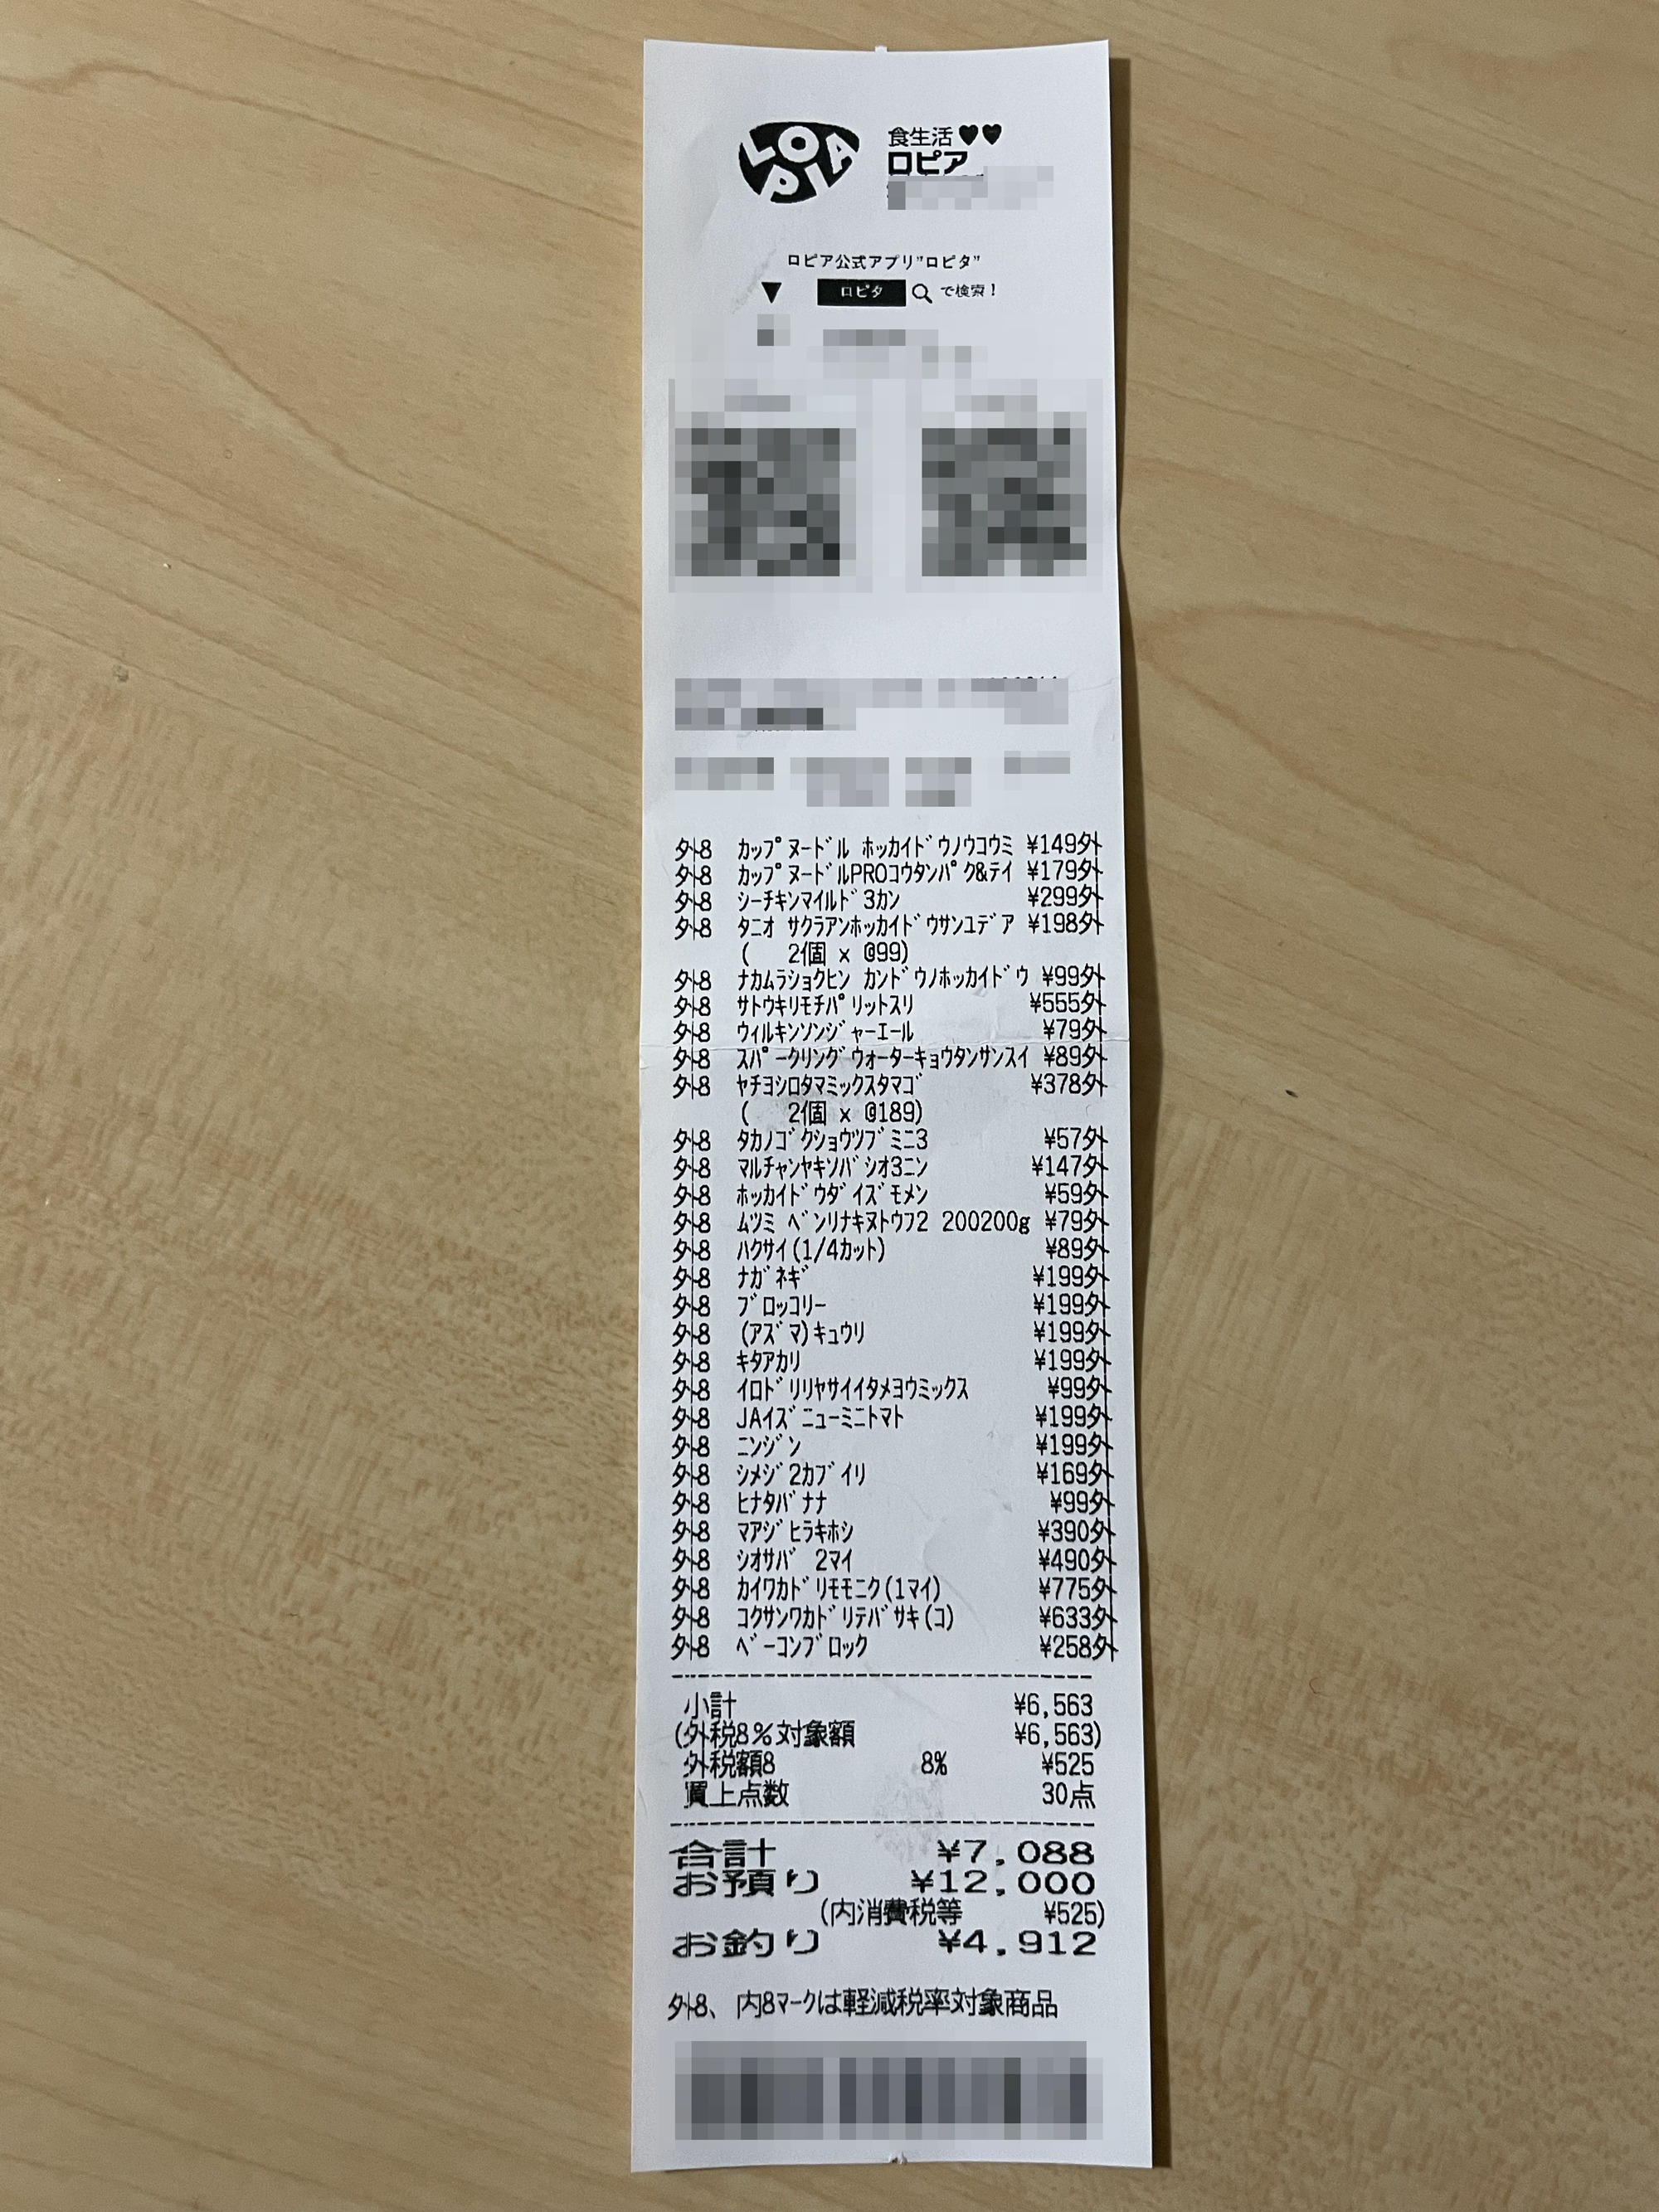 LOPIA
食生活♥♥
ロピア
ロピア公式アプリ"ロピタ"
▼ ロピタ で検索！
外8 カップヌードル ホッカイドウノウコウミ ¥149外
外8 カップヌードルPROコウタンパク&テイ ¥179外
外8 シーチキンマイルド3カン ¥299外
外8 タニオ サクラアンホッカイドウサンユデア ¥198外
( 2個 × @99)
外8 ナカムラショクヒン カンドウノホッカイドウ ¥99外
外8 サトウキリモチパリットスリ ¥555外
外8 ウィルキンソンジャーエール ¥79外
外8 スパークリングウォーターキョウタンサンスイ ¥89外
外8 ヤチヨシロタマミックスタマゴ ¥378外
( 2個 × @189)
外8 タカノゴクショウツブミニ3 ¥57外
外8 マルチャンヤキソバシオ3ニン ¥147外
外8 ホッカイドウダイズモメン ¥59外
外8 ムツミ ベンリナキヌトウフ2 200200g ¥79外
外8 ハクサイ(1/4カット) ¥89外
外8 ナガネギ ¥199外
外8 ブロッコリー ¥199外
外8 (アズマ)キュウリ ¥199外
外8 キタアカリ ¥199外
外8 イロドリリヤサイイタメヨウミックス ¥99外
外8 JAイズニューミニトマト ¥199外
外8 ニンジン ¥199外
外8 シメジ2カブイリ ¥169外
外8 ヒナタバナナ ¥99外
外8 マアジヒラキホシ ¥390外
外8 シオサバ 2マイ ¥490外
外8 カイワカドリモモニク(1マイ) ¥775外
外8 コクサンワカドリテバサキ(コ) ¥633外
外8 ベーコンブロック ¥258外
小計 ¥6,563
(外税8%対象額 ¥6,563)
外税額8 8% ¥525
買上点数 30点
合計 ¥7,088
お預り ¥12,000
(内消費税等 ¥525)
お釣り ¥4,912
外8、内8マークは軽減税率対象商品